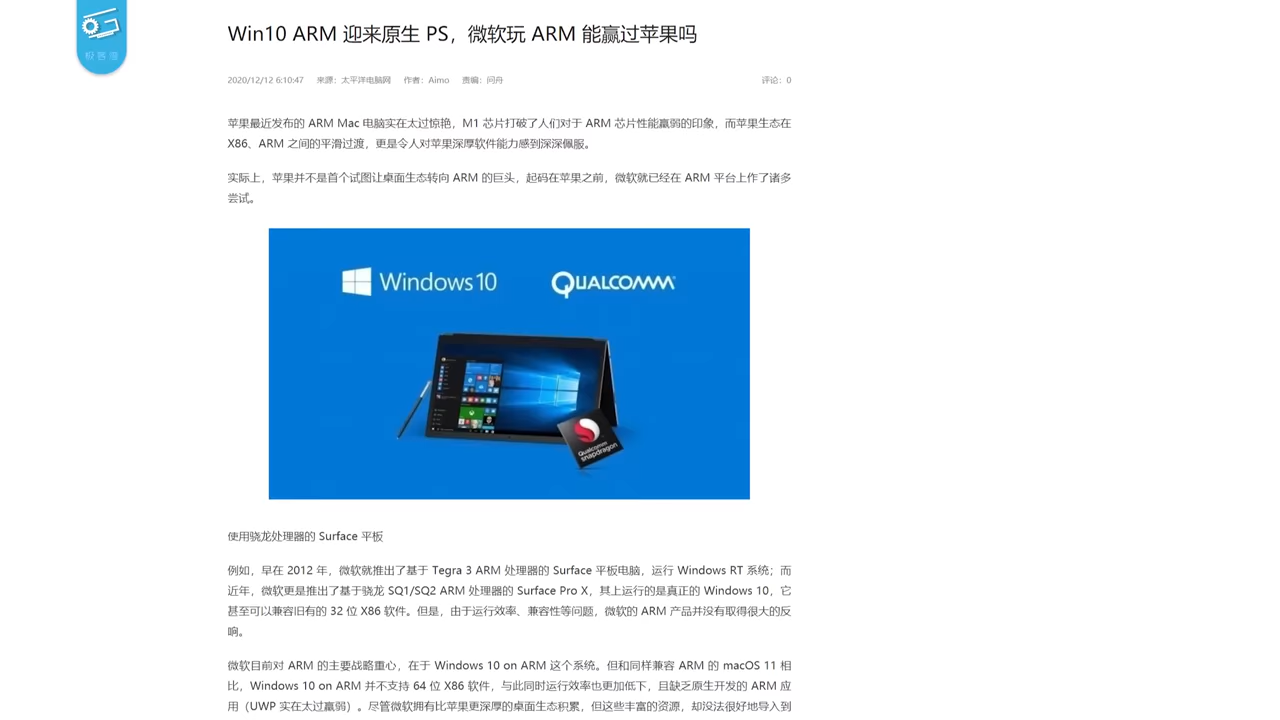 极客湾
Win10 ARM 迎来原生 PS，微软玩 ARM 能赢过苹果吗
2020/12/12 6:10:47 来源：太平洋电脑网 作者：Aimo 责编：问舟 评论：0
苹果最近发布的 ARM Mac 电脑实在太过惊艳，M1 芯片打破了人们对于 ARM 芯片性能羸弱的印象，而苹果生态在
X86、ARM 之间的平滑过渡，更是令人对苹果深厚软件能力感到深深佩服。
实际上，苹果并不是首个试图让桌面生态转向 ARM 的巨头，起码在苹果之前，微软就已经在 ARM 平台上作了诸多
尝试。
Windows 10 QUALCOMM
Qualcomm
snapdragon
使用骁龙处理器的 Surface 平板
例如，早在 2012 年，微软就推出了基于 Tegra 3 ARM 处理器的 Surface 平板电脑，运行 Windows RT 系统；而
近年，微软更是推出了基于骁龙 SQ1/SQ2 ARM 处理器的 Surface Pro X，其上运行的是真正的 Windows 10，它
甚至可以兼容旧有的 32 位 X86 软件。但是，由于运行效率、兼容性等问题，微软的 ARM 产品并没有取得很大的反
响。
微软目前对 ARM 的主要战略重心，在于 Windows 10 on ARM 这个系统。但和同样兼容 ARM 的 macOS 11 相
比，Windows 10 on ARM 并不支持 64 位 X86 软件，与此同时运行效率也更加低下，且缺乏原生开发的 ARM 应
用（UWP 实在太过羸弱）。尽管微软拥有比苹果更深厚的桌面生态积累，但这些丰富的资源，却没法很好地导入到